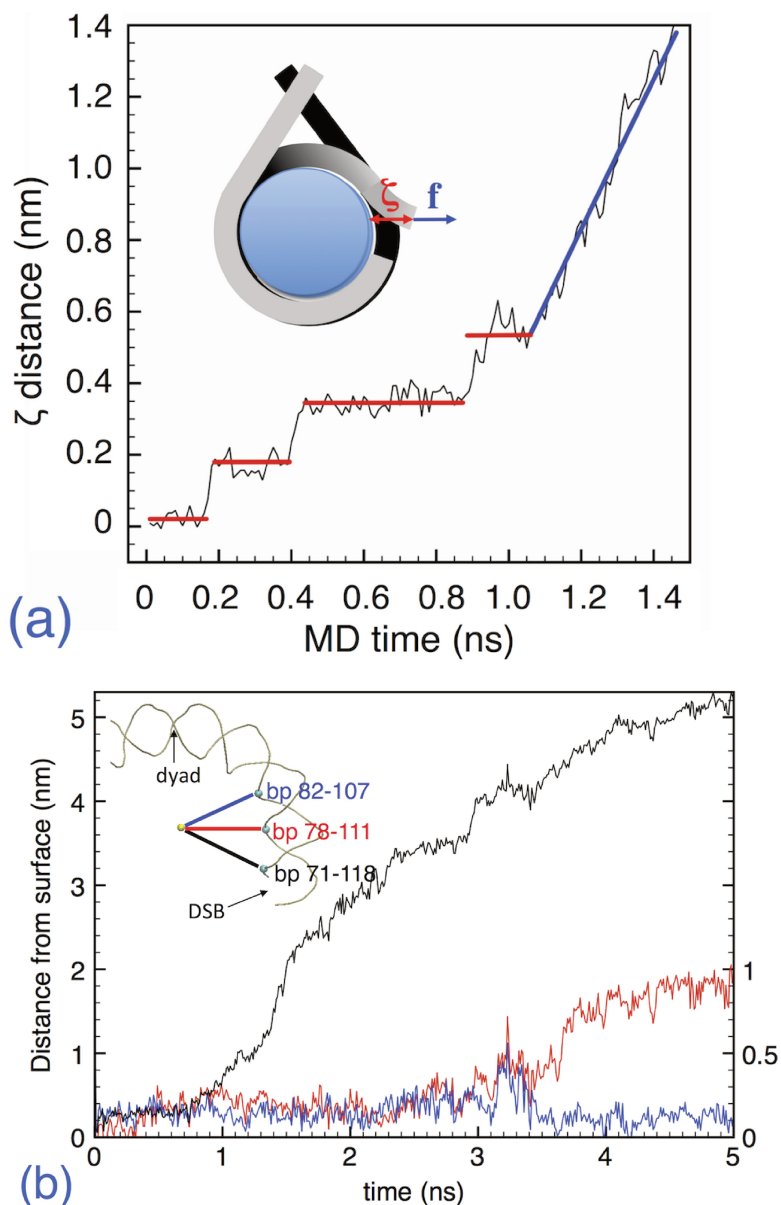 1.4
1.2
1.0
0.8
0.6
0.4
0.2
0
ζ distance (nm)
ζ
f
0 0.2 0.4 0.6 0.8 1.0 1.2 1.4
MD time (ns)
(a)
5
4
3
2
1
0
Distance from surface (nm)
dyad
bp 82-107
bp 78-111
bp 71-118
DSB
1
0.5
0
0 1 2 3 4 5
time (ns)
(b)